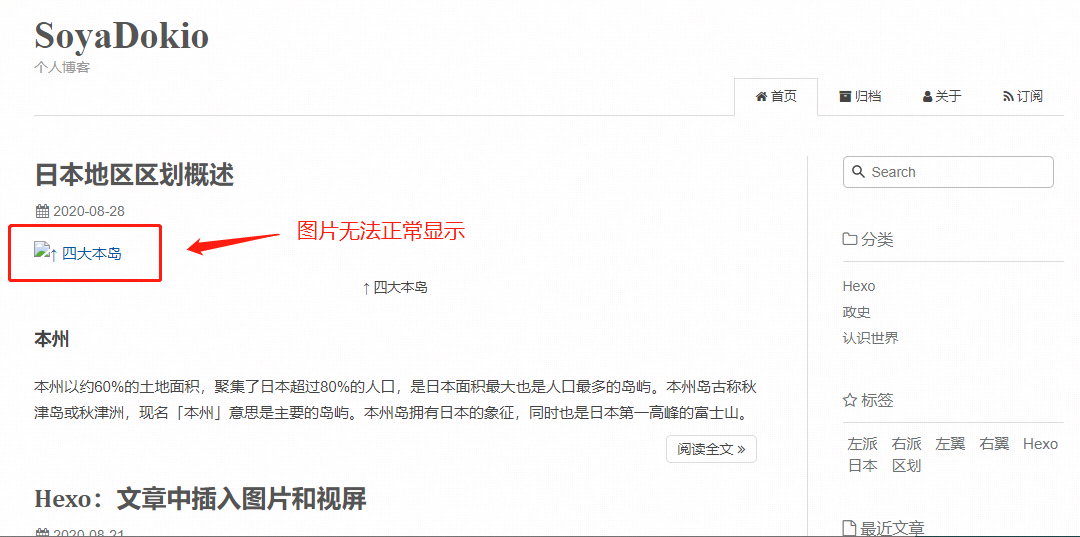 SoyaDokio
个人博客
首页 归档 关于 订阅
日本地区区划概述
2020-08-28
↑ 四大本岛
图片无法正常显示
↑ 四大本岛
本州
本州以约60%的土地面积，聚集了日本超过80%的人口，是日本面积最大也是人口最多的岛屿。本州岛古称秋
津岛或秋津洲，现名「本州」意思是主要的岛屿。本州岛拥有日本的象征，同时也是日本第一高峰的富士山。
阅读全文 »
Hexo：文章中插入图片和视屏
2020-08-21
Search
分类
Hexo
政史
认识世界
标签
左派 右派 左翼 右翼 Hexo
日本 区划
最近文章